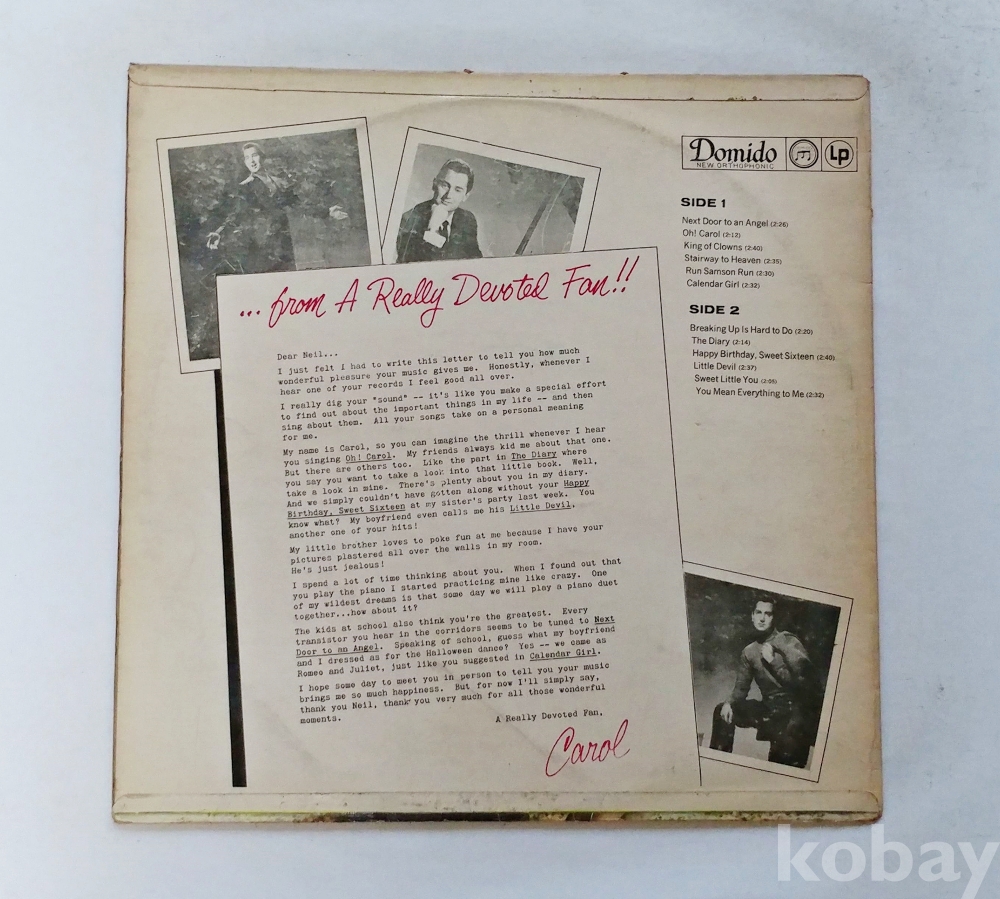 Domido
NEW ORTHOPHONIC
LP
SIDE 1
Next Door to an Angel (2:26)
Oh! Carol (2:12)
King of Clowns (2:40)
Stairway to Heaven (2:35)
Run Samson Run (2:30)
Calendar Girl (2:32)
SIDE 2
Breaking Up Is Hard to Do (2:20)
The Diary (2:14)
Happy Birthday, Sweet Sixteen (2:40)
Little Devil (2:37)
Sweet Little You (2:05)
You Mean Everything to Me (2:32)
... from A Really Devoted Fan!!
Dear Neil...
I just felt I had to write this letter to tell you how much
wonderful pleasure your music gives me. Honestly, whenever I
hear one of your records I feel good all over.
I really dig your "sound" -- it's like you make a special effort
to find out about the important things in my life -- and then
sing about them. All your songs take on a personal meaning
for me.
My name is Carol, so you can imagine the thrill whenever I hear
you singing Oh! Carol. My friends always kid me about that one.
But there are others too. Like the part in The Diary where
you say you want to take a look into that little book. Well,
take a look in mine. There's plenty about you in my diary.
And we simply couldn't have gotten along without your Happy
Birthday, Sweet Sixteen at my sister's party last week. You
know what? My boyfriend even calls me his Little Devil,
another one of your hits!
My little brother loves to poke fun at me because I have your
pictures plastered all over the walls in my room.
He's just jealous!
I spend a lot of time thinking about you. When I found out that
you play the piano I started practicing mine like crazy. One
of my wildest dreams is that some day we will play a piano duet
together...how about it?
The kids at school also think you're the greatest. Every
transistor you hear in the corridors seems to be tuned to Next
Door to an Angel. Speaking of school, guess what my boyfriend
and I dressed as for the Halloween dance? Yes -- we came as
Romeo and Juliet, just like you suggested in Calendar Girl.
I hope some day to meet you in person to tell you your music
brings me so much happiness. But for now I'll simply say,
thank you Neil, thank you very much for all those wonderful
moments.
A Really Devoted Fan,
Carol
kobay